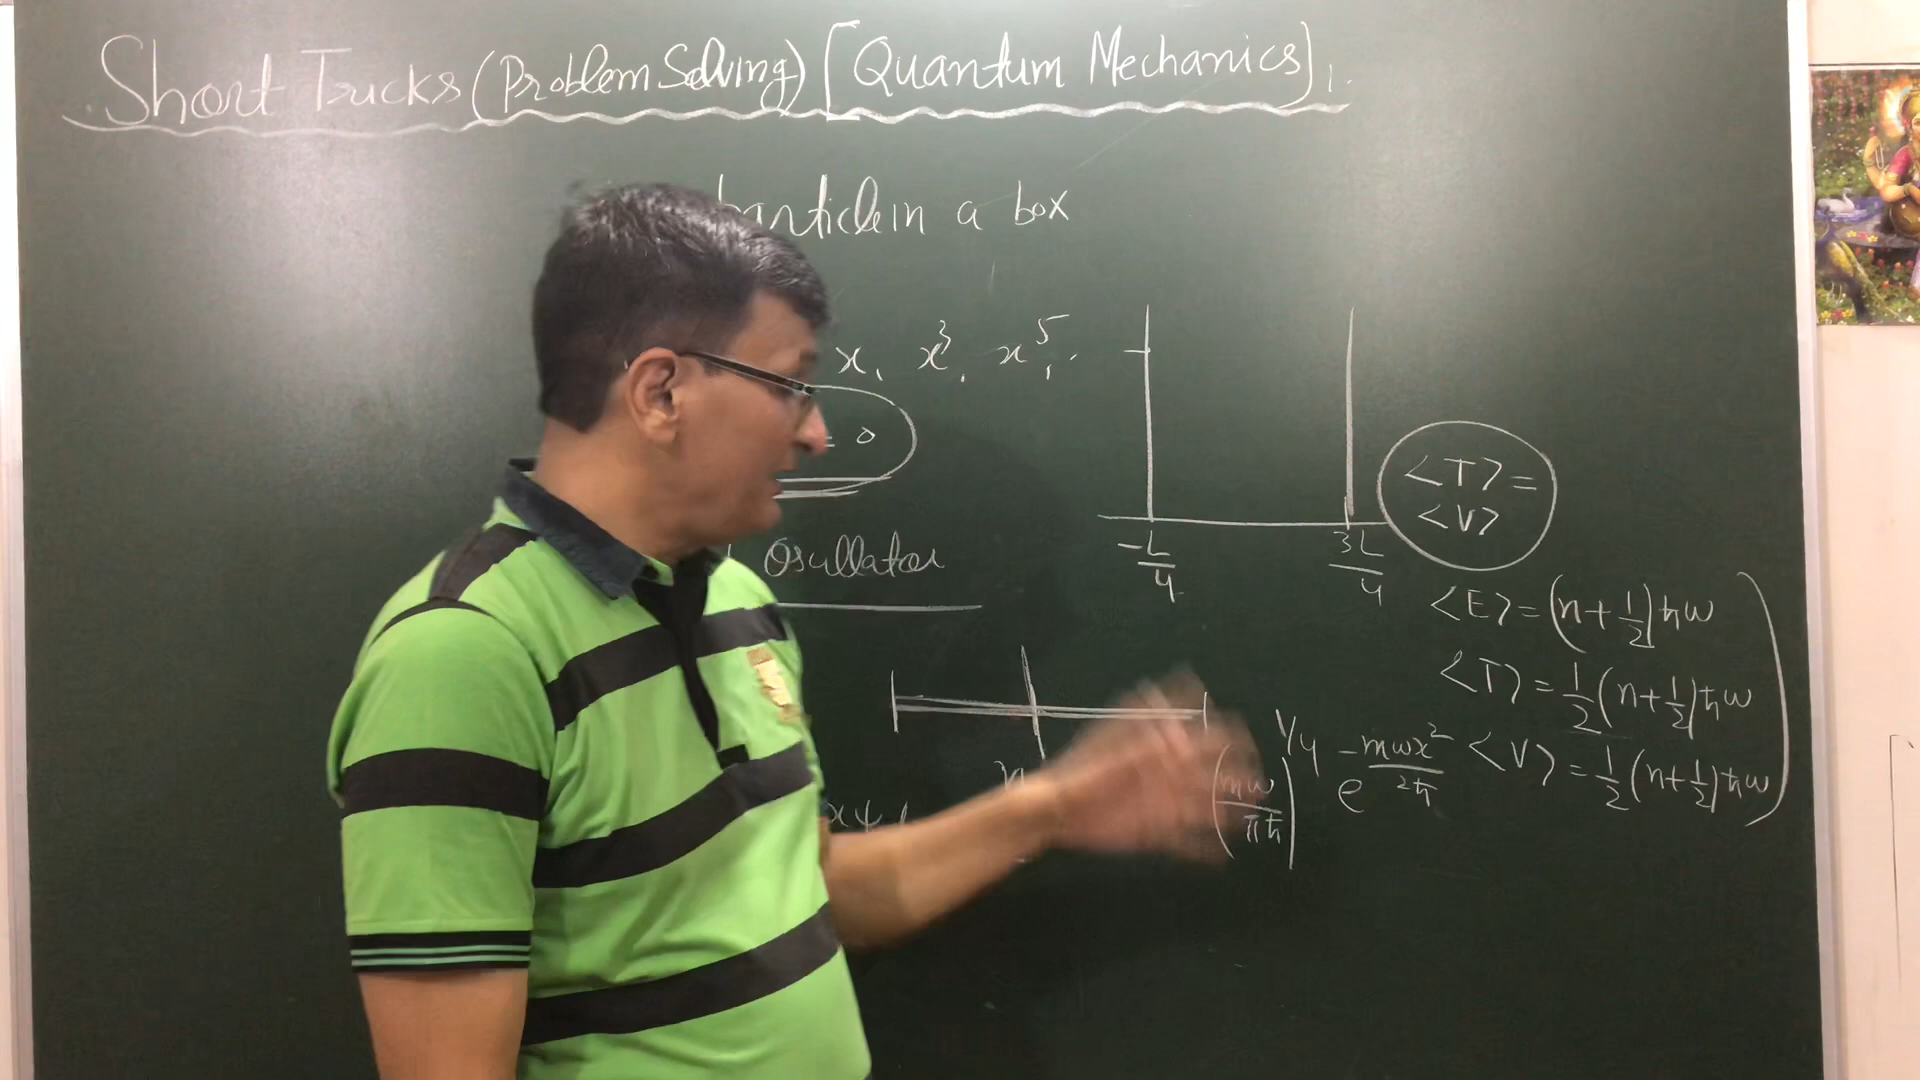 Short Trucks (Problem Solving) [Quantum Mechanics]
particle in a box
x, x³, x⁵,
= 0
Oscillator
-L/4
3L/4
<T> =
<V>
<E> = (n + 1/2) ħω
<T> = 1/2 (n + 1/2) ħω
<V> = 1/2 (n + 1/2) ħω
(mω/πħ)^1/4 e^-mωx²/2ħ